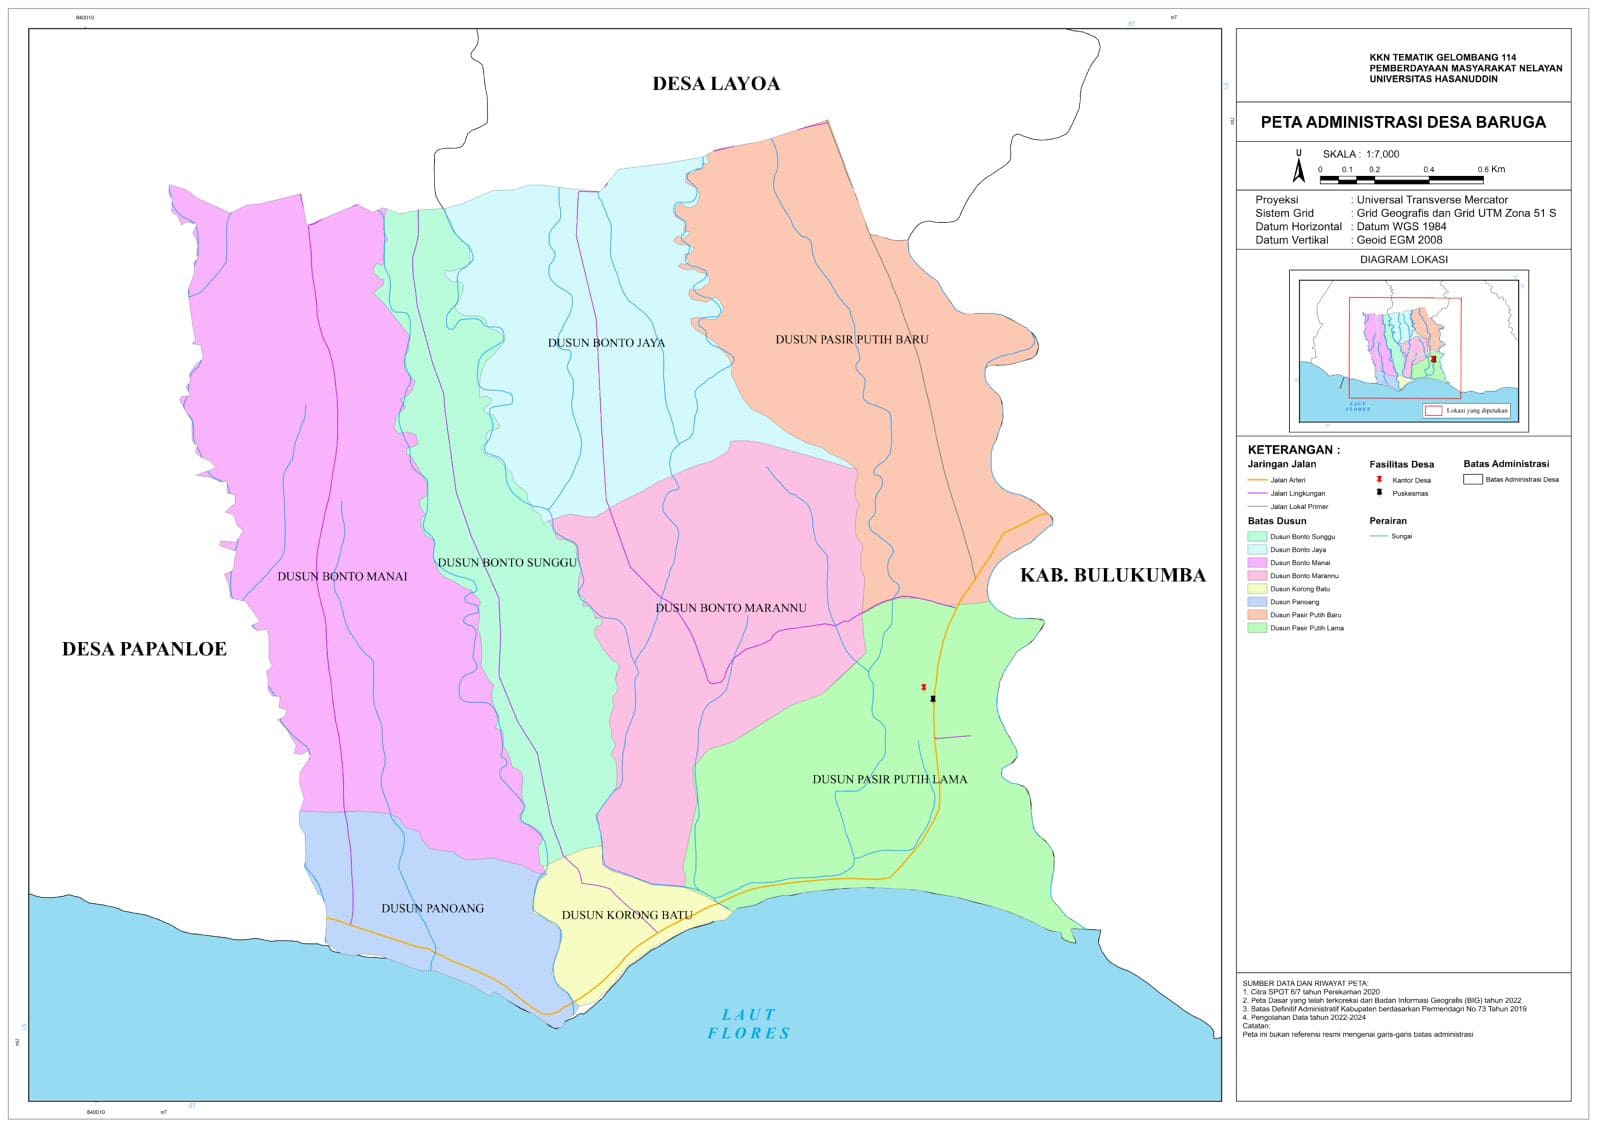 840010
BT
mT
DESA LAYOA
DUSUN BONTO JAYA
DUSUN PASIR PUTIH BARU
DUSUN BONTO SUNGGU
DUSUN BONTO MANAI
KAB. BULUKUMBA
DUSUN BONTO MARANNU
DESA PAPANLOE
DUSUN PASIR PUTIH LAMA
DUSUN PANOANG
DUSUN KORONG BATU
LAUT
FLORES
LS
mU
840010
mT
BT
LS
mU
KKN TEMATIK GELOMBANG 114
PEMBERDAYAAN MASYARAKAT NELAYAN
UNIVERSITAS HASANUDDIN
PETA ADMINISTRASI DESA BARUGA
U
SKALA : 1:7,000
0 0.1 0.2 0.4 0.6 Km
Proyeksi : Universal Transverse Mercator
Sistem Grid : Grid Geografis dan Grid UTM Zona 51 S
Datum Horizontal : Datum WGS 1984
Datum Vertikal : Geoid EGM 2008
DIAGRAM LOKASI
LAUT
FLORES
Lokasi yang dipetakan
KETERANGAN :
Jaringan Jalan
Jalan Arteri
Jalan Lingkungan
Jalan Lokal Primer
Fasilitas Desa
Kantor Desa
Puskesmas
Batas Administrasi
Batas Administrasi Desa
Batas Dusun
Dusun Bonto Sunggu
Dusun Bonto Jaya
Dusun Bonto Manai
Dusun Bonto Marannu
Dusun Korong Batu
Dusun Panoang
Dusun Pasir Putih Baru
Dusun Pasir Putih Lama
Perairan
Sungai
SUMBER DATA DAN RIWAYAT PETA:
1. Citra SPOT 6/7 tahun Perekaman 2020
2. Peta Dasar yang telah terkoreksi dari Badan Informasi Geografis (BIG) tahun 2022
3. Batas Definitif Administratif Kabupaten berdasarkan Permendagri No.73 Tahun 2019
4. Pengolahan Data tahun 2022-2024
Catatan:
Peta ini bukan referensi resmi mengenai garis-garis batas administrasi